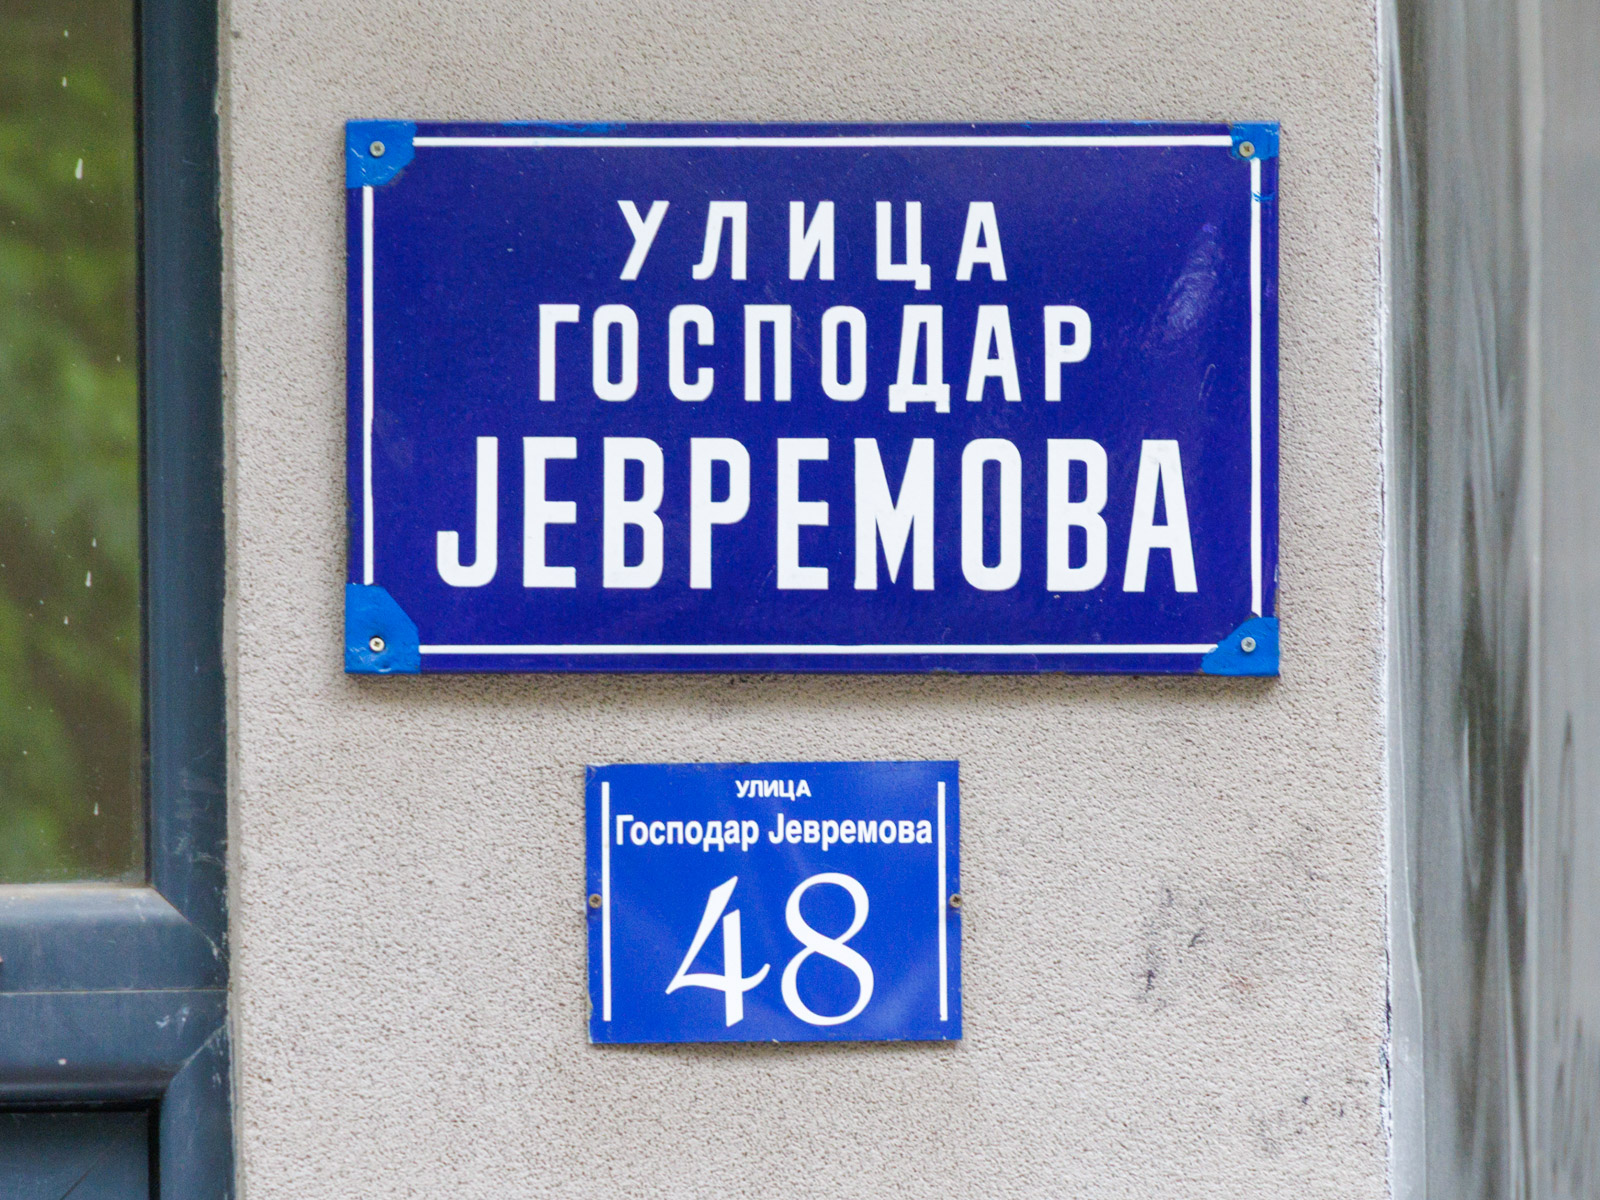 УЛИЦА
ГОСПОДАР
ЈЕВРЕМОВА
УЛИЦА
Господар Јевремова
48